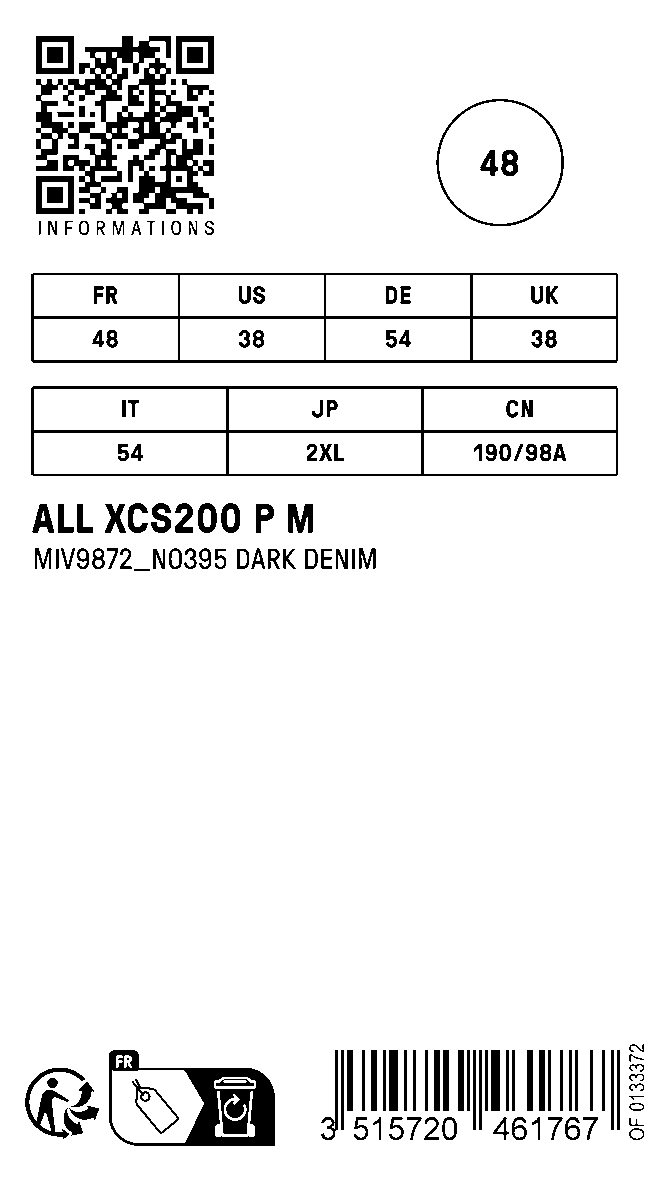 INFORMATIONS
48
FR US DE UK
48 38 54 38
IT JP CN
54 2XL 190/98A
ALL XCS200 P M
MIV9872_N0395 DARK DENIM
FR
3 515720 461767
OF 0133372